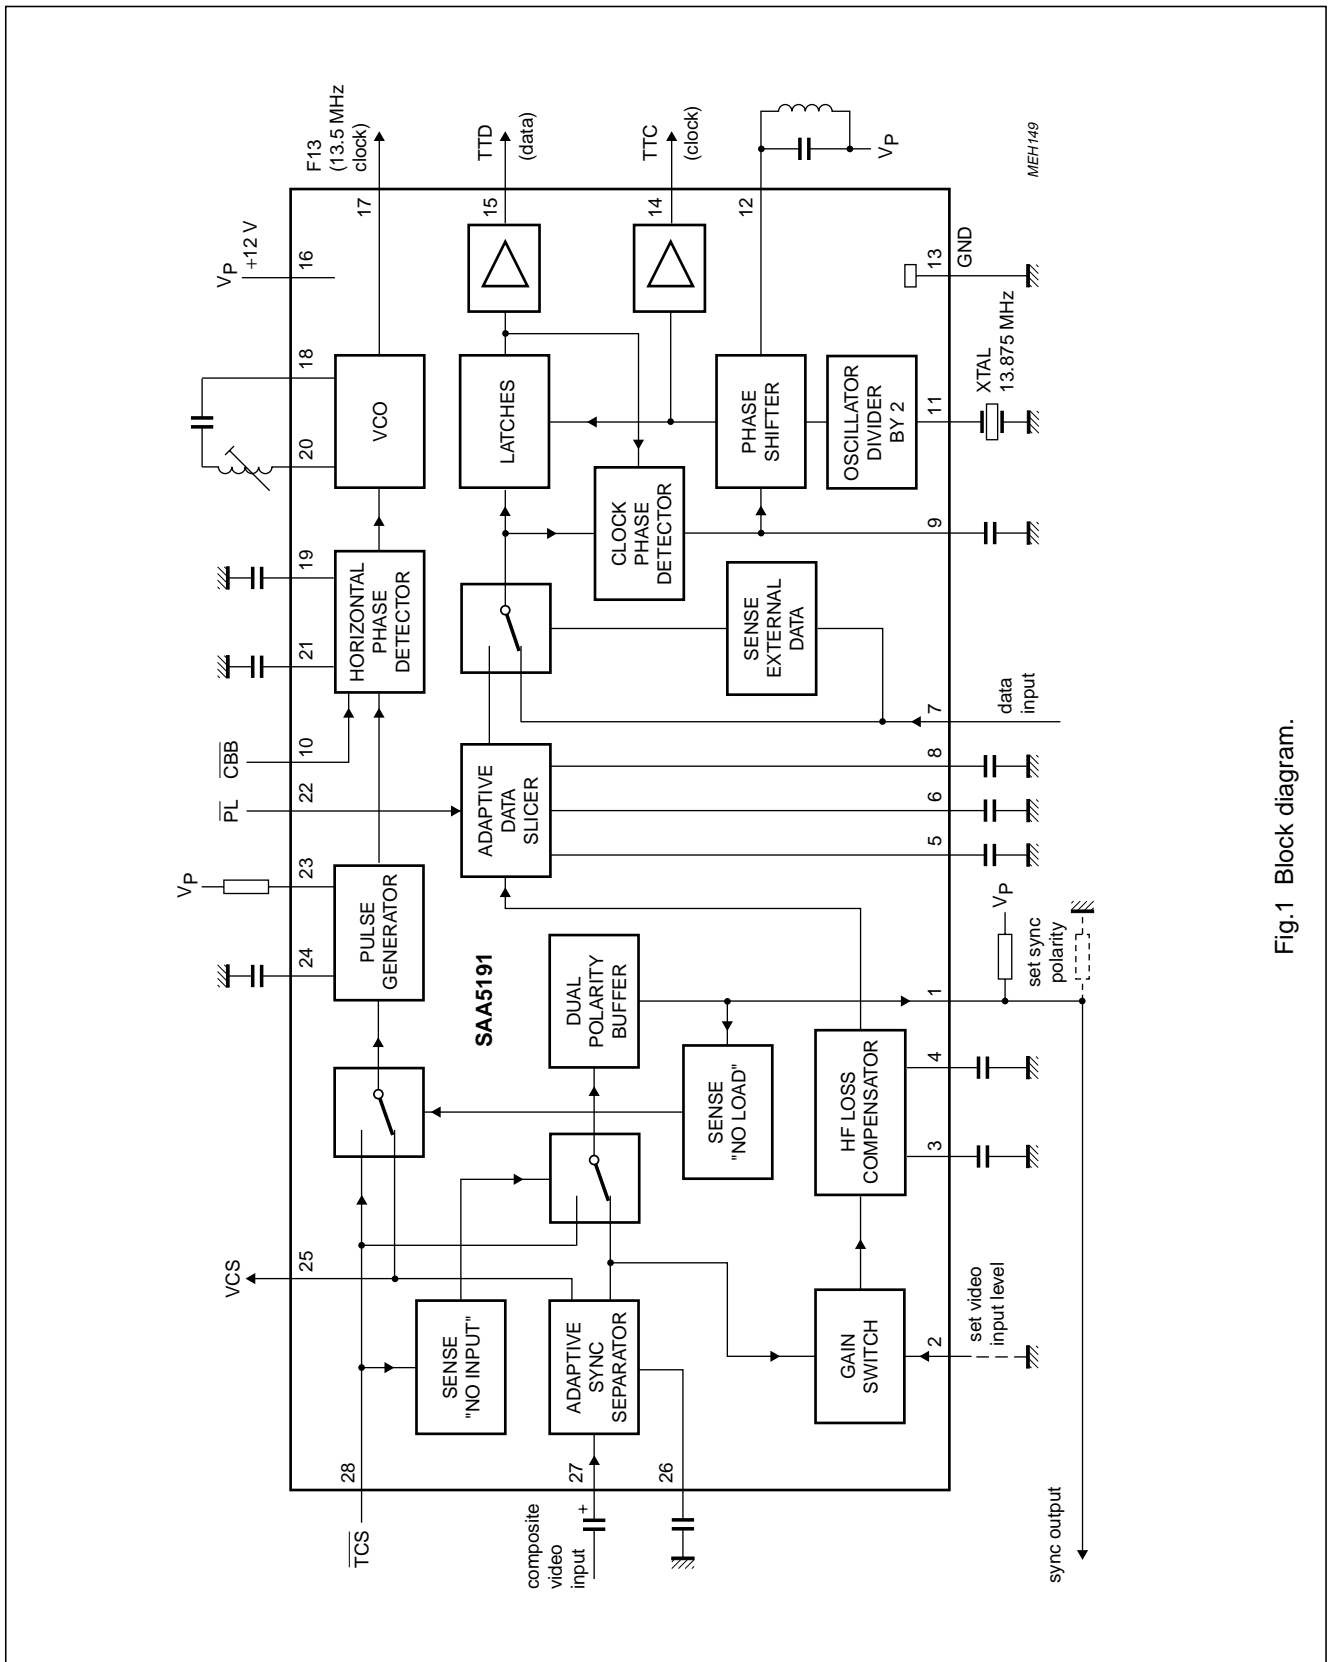 F13
(13.5 MHz
clock)
TTD
(data)
TTC
(clock)
VP
MEH149
17
15
14
12
VP
+12 V
16
13
GND
18
20
VCO
LATCHES
PHASE
SHIFTER
OSCILLATOR
DIVIDER
BY 2
11
XTAL
13.875 MHz
CLOCK
PHASE
DETECTOR
9
19
21
HORIZONTAL
PHASE
DETECTOR
SENSE
EXTERNAL
DATA
7
data
input
CBB
10
PL
22
ADAPTIVE
DATA
SLICER
8
6
5
VP
23
24
PULSE
GENERATOR
SAA5191
DUAL
POLARITY
BUFFER
1
VP
set sync
polarity
SENSE
"NO LOAD"
HF LOSS
COMPENSATOR
4
3
VCS
25
SENSE
"NO INPUT"
ADAPTIVE
SYNC
SEPARATOR
GAIN
SWITCH
2
set video
input level
28
27
26
TCS
composite
video
input
+
sync output
Fig.1 Block diagram.